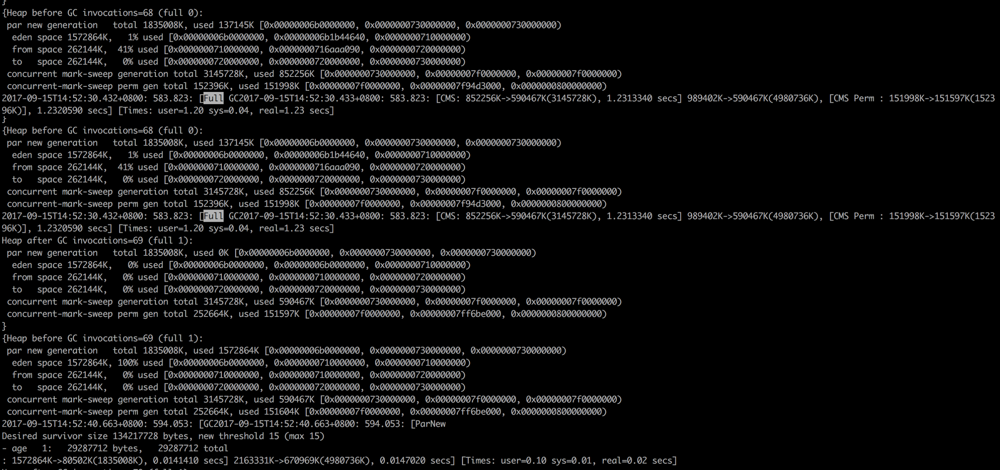 }
{Heap before GC invocations=68 (full 0):
 par new generation   total 1835008K, used 137145K [0x00000006b0000000, 0x0000000730000000, 0x0000000730000000)
  eden space 1572864K,   1% used [0x00000006b0000000, 0x00000006b1b44640, 0x0000000710000000)
  from space 262144K,  41% used [0x0000000710000000, 0x0000000716aaa090, 0x0000000720000000)
  to   space 262144K,   0% used [0x0000000720000000, 0x0000000720000000, 0x0000000730000000)
 concurrent mark-sweep generation total 3145728K, used 852256K [0x0000000730000000, 0x00000007f0000000, 0x00000007f0000000)
 concurrent-mark-sweep perm gen total 152396K, used 151998K [0x00000007f0000000, 0x00000007f94d3000, 0x0000000800000000)
2017-09-15T14:52:30.432+0800: 583.823: [Full GC2017-09-15T14:52:30.433+0800: 583.823: [CMS: 852256K->590467K(3145728K), 1.2313340 secs] 989402K->590467K(4980736K), [CMS Perm : 151998K->151597K(1523
96K)], 1.2320590 secs] [Times: user=1.20 sys=0.04, real=1.23 secs]
}
{Heap before GC invocations=68 (full 0):
 par new generation   total 1835008K, used 137145K [0x00000006b0000000, 0x0000000730000000, 0x0000000730000000)
  eden space 1572864K,   1% used [0x00000006b0000000, 0x00000006b1b44640, 0x0000000710000000)
  from space 262144K,  41% used [0x0000000710000000, 0x0000000716aaa090, 0x0000000720000000)
  to   space 262144K,   0% used [0x0000000720000000, 0x0000000720000000, 0x0000000730000000)
 concurrent mark-sweep generation total 3145728K, used 852256K [0x0000000730000000, 0x00000007f0000000, 0x00000007f0000000)
 concurrent-mark-sweep perm gen total 152396K, used 151998K [0x00000007f0000000, 0x00000007f94d3000, 0x0000000800000000)
2017-09-15T14:52:30.432+0800: 583.823: [Full GC2017-09-15T14:52:30.433+0800: 583.823: [CMS: 852256K->590467K(3145728K), 1.2313340 secs] 989402K->590467K(4980736K), [CMS Perm : 151998K->151597K(1523
96K)], 1.2320590 secs] [Times: user=1.20 sys=0.04, real=1.23 secs]
Heap after GC invocations=69 (full 1):
 par new generation   total 1835008K, used 0K [0x00000006b0000000, 0x0000000730000000, 0x0000000730000000)
  eden space 1572864K,   0% used [0x00000006b0000000, 0x00000006b0000000, 0x0000000710000000)
  from space 262144K,   0% used [0x0000000710000000, 0x0000000710000000, 0x0000000720000000)
  to   space 262144K,   0% used [0x0000000720000000, 0x0000000720000000, 0x0000000730000000)
 concurrent mark-sweep generation total 3145728K, used 590467K [0x0000000730000000, 0x00000007f0000000, 0x00000007f0000000)
 concurrent-mark-sweep perm gen total 252664K, used 151597K [0x00000007f0000000, 0x00000007ff6be000, 0x0000000800000000)
}
{Heap before GC invocations=69 (full 1):
 par new generation   total 1835008K, used 1572864K [0x00000006b0000000, 0x0000000730000000, 0x0000000730000000)
  eden space 1572864K, 100% used [0x00000006b0000000, 0x0000000710000000, 0x0000000710000000)
  from space 262144K,   0% used [0x0000000710000000, 0x0000000710000000, 0x0000000720000000)
  to   space 262144K,   0% used [0x0000000720000000, 0x0000000720000000, 0x0000000730000000)
 concurrent mark-sweep generation total 3145728K, used 590467K [0x0000000730000000, 0x00000007f0000000, 0x00000007f0000000)
 concurrent-mark-sweep perm gen total 252664K, used 151604K [0x00000007f0000000, 0x00000007ff6be000, 0x0000000800000000)
2017-09-15T14:52:40.663+0800: 594.053: [GC2017-09-15T14:52:40.663+0800: 594.053: [ParNew
Desired survivor size 134217728 bytes, new threshold 15 (max 15)
- age   1:   29287712 bytes,   29287712 total
: 1572864K->80502K(1835008K), 0.0141410 secs] 2163331K->670969K(4980736K), 0.0147020 secs] [Times: user=0.10 sys=0.01, real=0.02 secs]